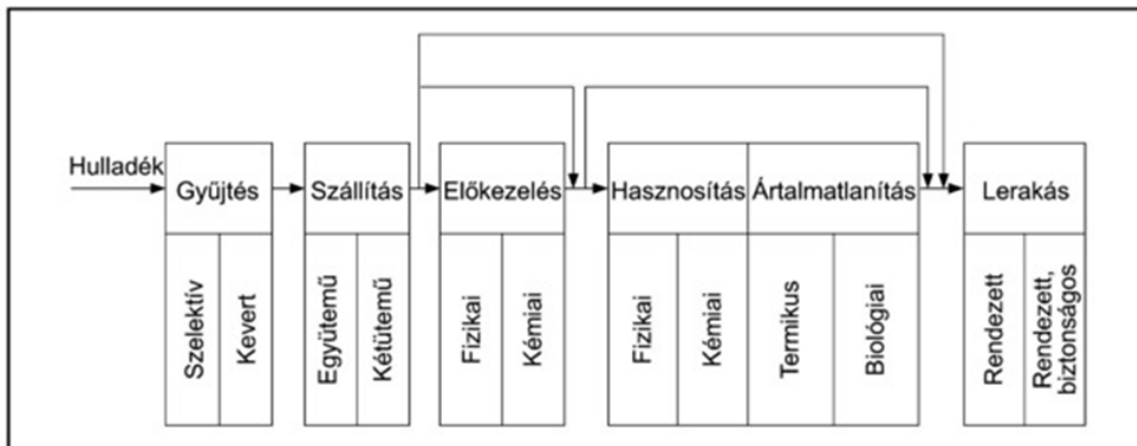 Hulladék
Gyűjtés
Szállítás
Előkezelés
Hasznosítás
Ártalmatlanítás
Lerakás
Szelektív
Kevert
Együtemű
Kétütemű
Fizikai
Kémiai
Fizikai
Kémiai
Termikus
Biológiai
Rendezett
Rendezett,
biztonságos